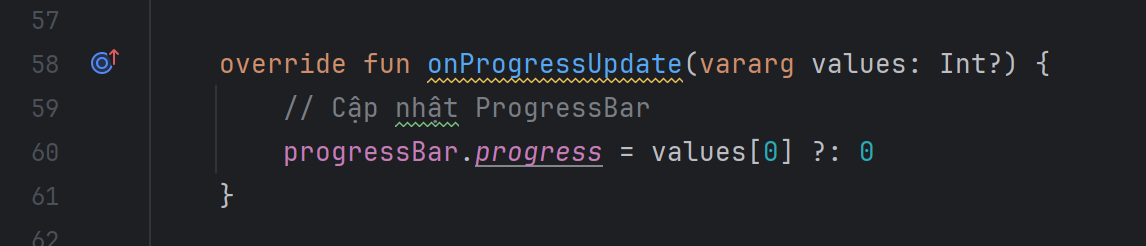 57
58 override fun onProgressUpdate(vararg values: Int?) {
59 // Cập nhật ProgressBar
60 progressBar.progress = values[0] ?: 0
61 }
62